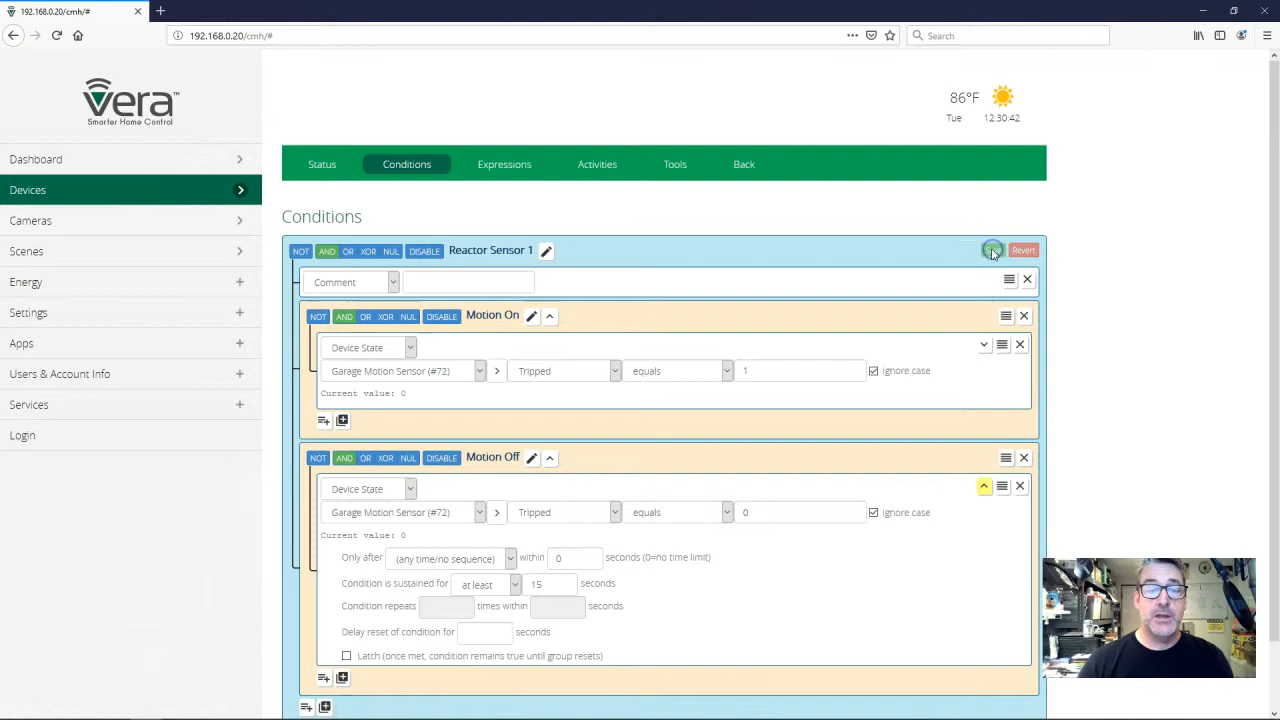 192.168.0.20/cmh/#
192.168.0.20/cmh/#
Search
vera™
Smarter Home Control
86°F
Tue 12:30:42
Dashboard
Devices
Cameras
Scenes
Energy
Settings
Apps
Users & Account Info
Services
Login
Status Conditions Expressions Activities Tools Back
Conditions
NOT AND OR XOR NUL DISABLE Reactor Sensor 1 Revert
Comment
NOT AND OR XOR NUL DISABLE Motion On
Device State
Garage Motion Sensor (#72) Tripped equals 1 ignore case
Current value: 0
NOT AND OR XOR NUL DISABLE Motion Off
Device State
Garage Motion Sensor (#72) Tripped equals 0 ignore case
Current value: 0
Only after (any time/no sequence) within 0 seconds (0=no time limit)
Condition is sustained for at least 15 seconds
Condition repeats times within seconds
Delay reset of condition for seconds
Latch (once met, condition remains true until group resets)